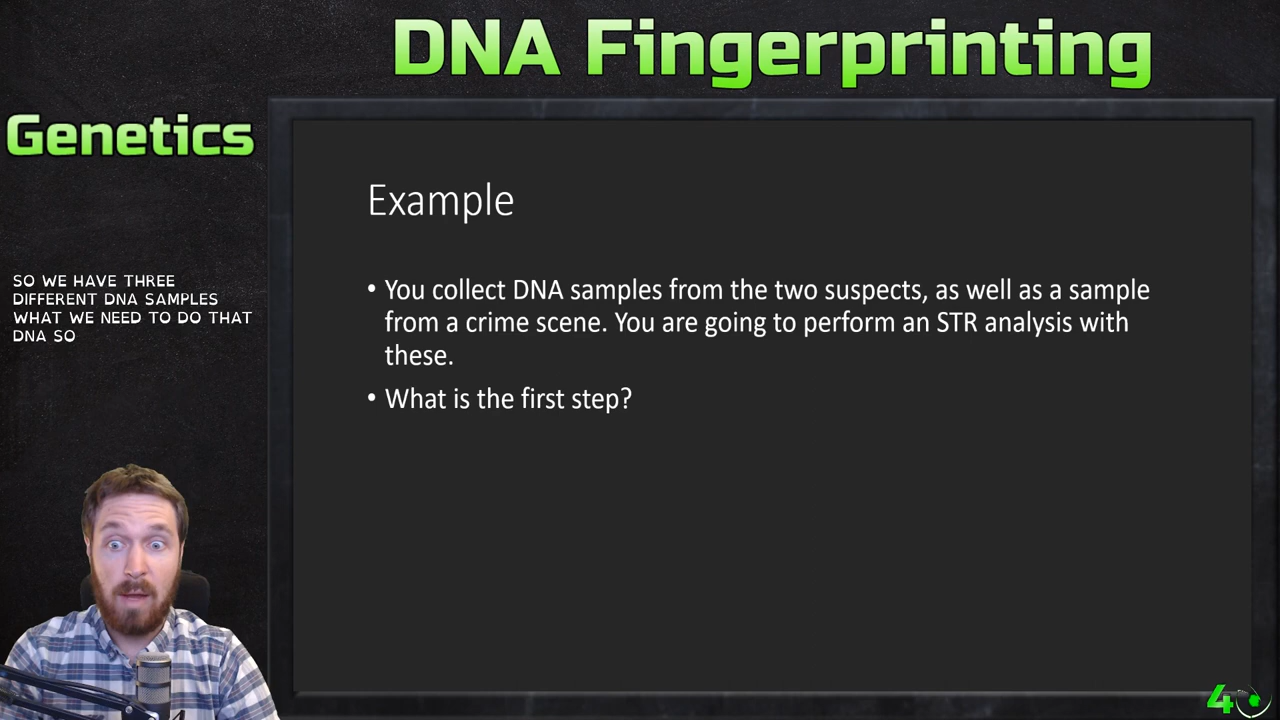 DNA Fingerprinting
Genetics
Example
SO WE HAVE THREE
DIFFERENT DNA SAMPLES
WHAT WE NEED TO DO THAT
DNA SO
• You collect DNA samples from the two suspects, as well as a sample
from a crime scene. You are going to perform an STR analysis with
these.
• What is the first step?
4